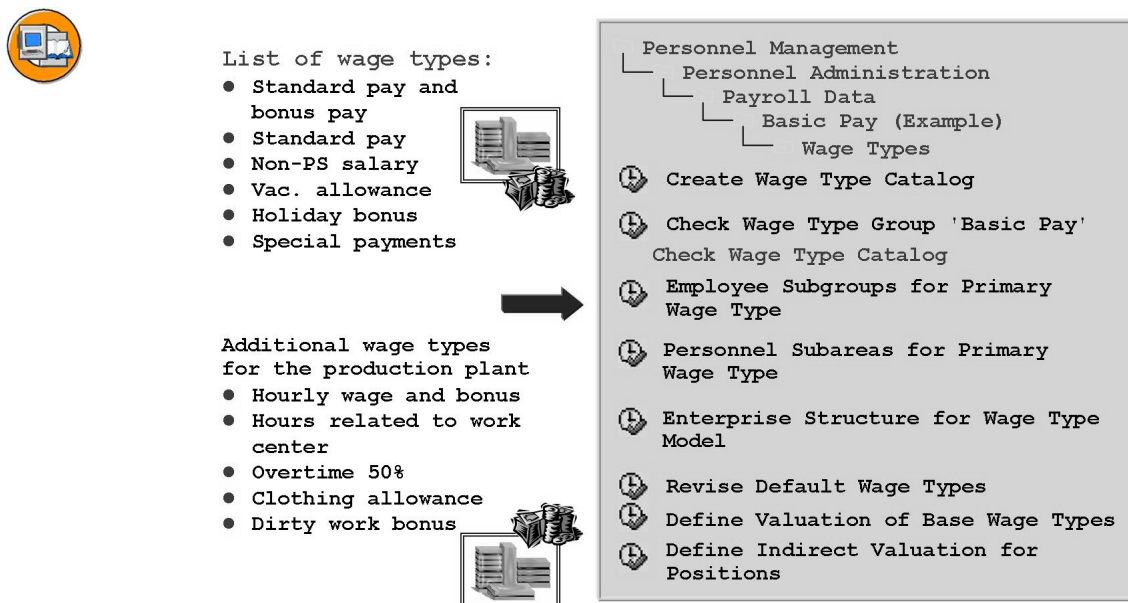 List of wage types:
● Standard pay and
bonus pay
● Standard pay
● Non-PS salary
● Vac. allowance
● Holiday bonus
● Special payments
Additional wage types
for the production plant
● Hourly wage and bonus
● Hours related to work
center
● Overtime 50%
● Clothing allowance
● Dirty work bonus
Personnel Management
Personnel Administration
Payroll Data
Basic Pay (Example)
Wage Types
Create Wage Type Catalog
Check Wage Type Group 'Basic Pay'
Check Wage Type Catalog
Employee Subgroups for Primary
Wage Type
Personnel Subareas for Primary
Wage Type
Enterprise Structure for Wage Type
Model
Revise Default Wage Types
Define Valuation of Base Wage Types
Define Indirect Valuation for
Positions